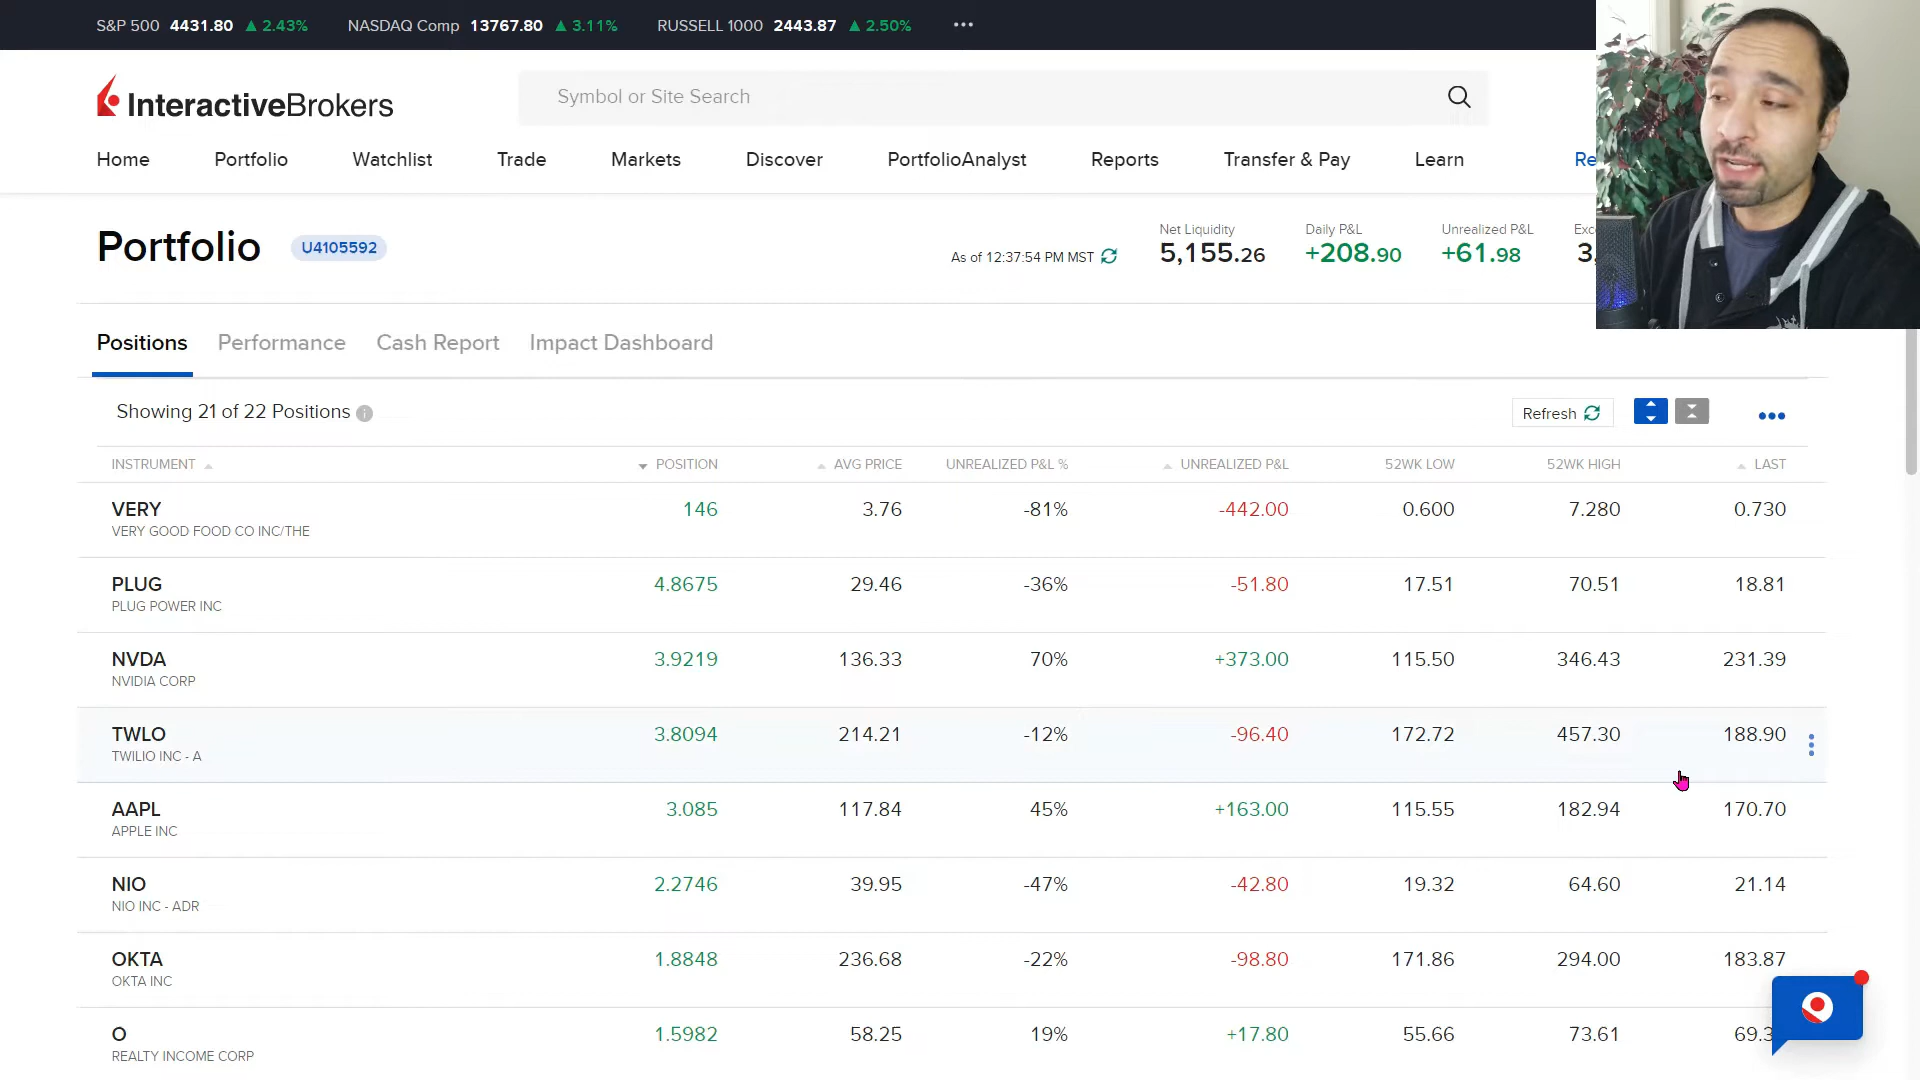 S&P 500 4431.80 ▲ 2.43% NASDAQ Comp 13767.80 ▲ 3.11% RUSSELL 1000 2443.87 ▲ 2.50% •••
InteractiveBrokers
Symbol or Site Search
Home Portfolio Watchlist Trade Markets Discover PortfolioAnalyst Reports Transfer & Pay Learn
Portfolio U4105592
As of 12:37:54 PM MST
Net Liquidity Daily P&L Unrealized P&L
5,155.26 +208.90 +61.98
Positions Performance Cash Report Impact Dashboard
Showing 21 of 22 Positions
Refresh
INSTRUMENT POSITION AVG PRICE UNREALIZED P&L % UNREALIZED P&L 52WK LOW 52WK HIGH LAST
VERY 146 3.76 -81% -442.00 0.600 7.280 0.730
VERY GOOD FOOD CO INC/THE
PLUG 4.8675 29.46 -36% -51.80 17.51 70.51 18.81
PLUG POWER INC
NVDA 3.9219 136.33 70% +373.00 115.50 346.43 231.39
NVIDIA CORP
TWLO 3.8094 214.21 -12% -96.40 172.72 457.30 188.90
TWILIO INC - A
AAPL 3.085 117.84 45% +163.00 115.55 182.94 170.70
APPLE INC
NIO 2.2746 39.95 -47% -42.80 19.32 64.60 21.14
NIO INC - ADR
OKTA 1.8848 236.68 -22% -98.80 171.86 294.00 183.87
OKTA INC
O 1.5982 58.25 19% +17.80 55.66 73.61
REALTY INCOME CORP